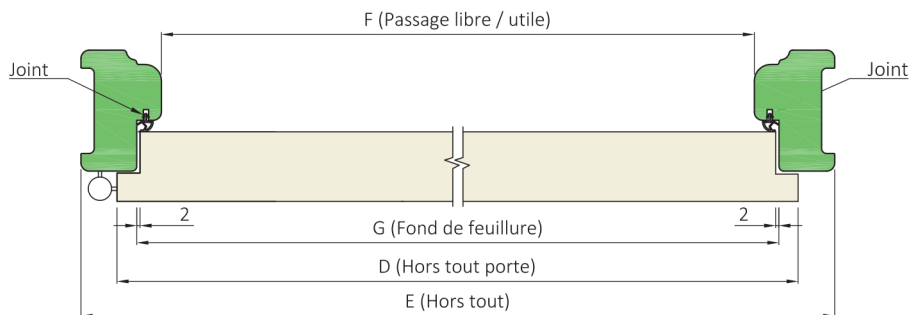 F (Passage libre / utile)
Joint
Joint
2
2
G (Fond de feuillure)
D (Hors tout porte)
E (Hors tout)